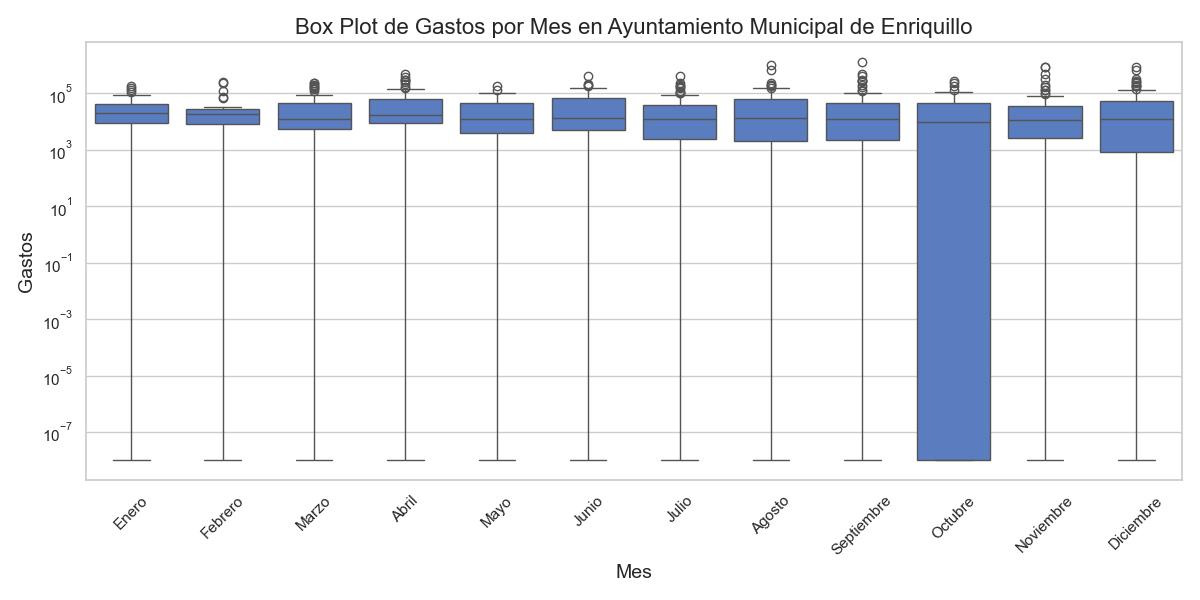 Box Plot de Gastos por Mes en Ayuntamiento Municipal de Enriquillo
Gastos
10^5
10^3
10^1
10^−1
10^−3
10^−5
10^−7
Enero
Febrero
Marzo
Abril
Mayo
Junio
Julio
Agosto
Septiembre
Octubre
Noviembre
Diciembre
Mes